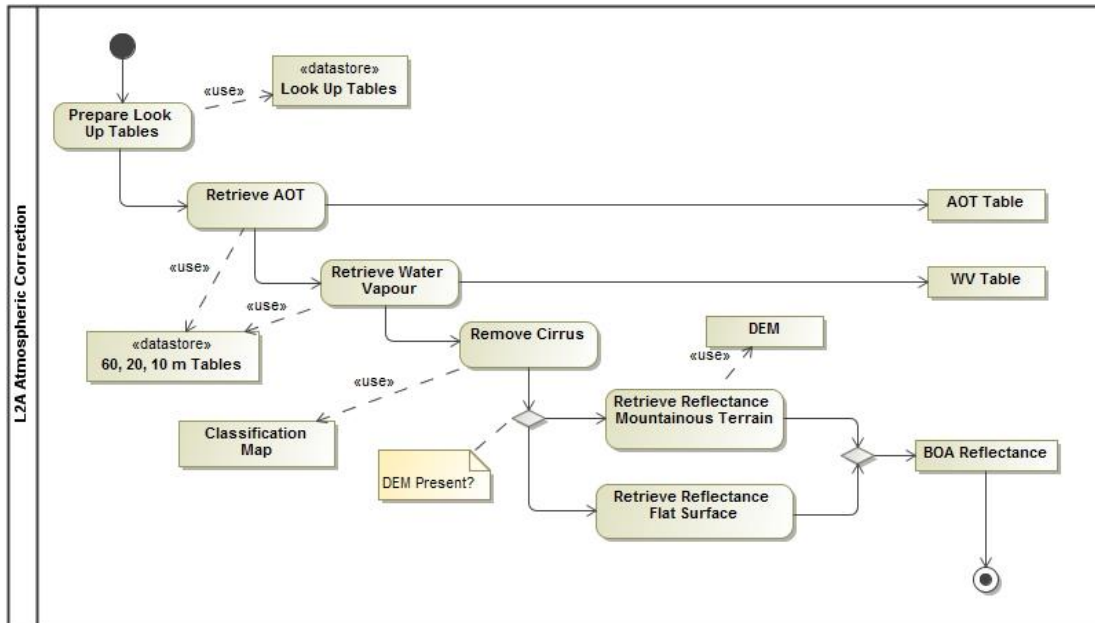 L2A Atmospheric Correction
«datastore»
Look Up Tables
«use»
Prepare Look
Up Tables
Retrieve AOT
AOT Table
«use»
Retrieve Water
Vapour
WV Table
«use»
«datastore»
60, 20, 10 m Tables
Remove Cirrus
DEM
«use»
«use»
Classification
Map
Retrieve Reflectance
Mountainous Terrain
DEM Present?
BOA Reflectance
Retrieve Reflectance
Flat Surface